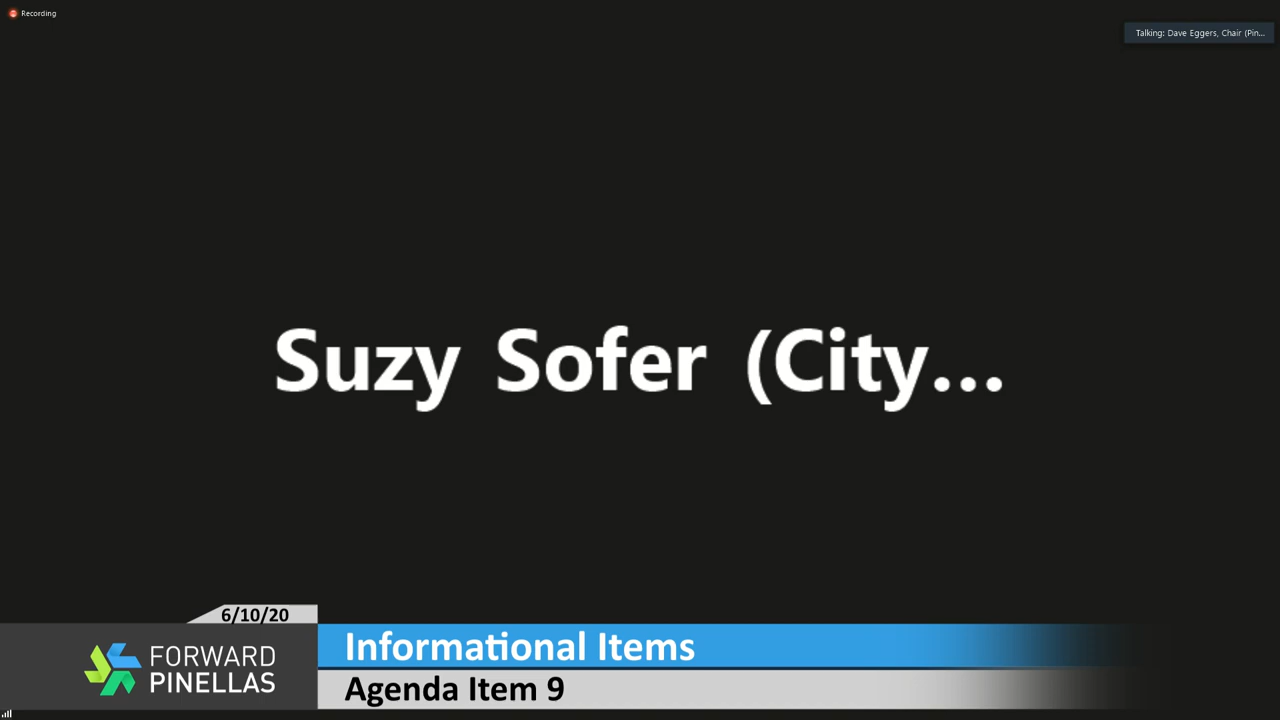 Recording
Talking: Dave Eggers, Chair (Pin...
Suzy Sofer (City...
6/10/20
FORWARD
PINELLAS
Informational Items
Agenda Item 9